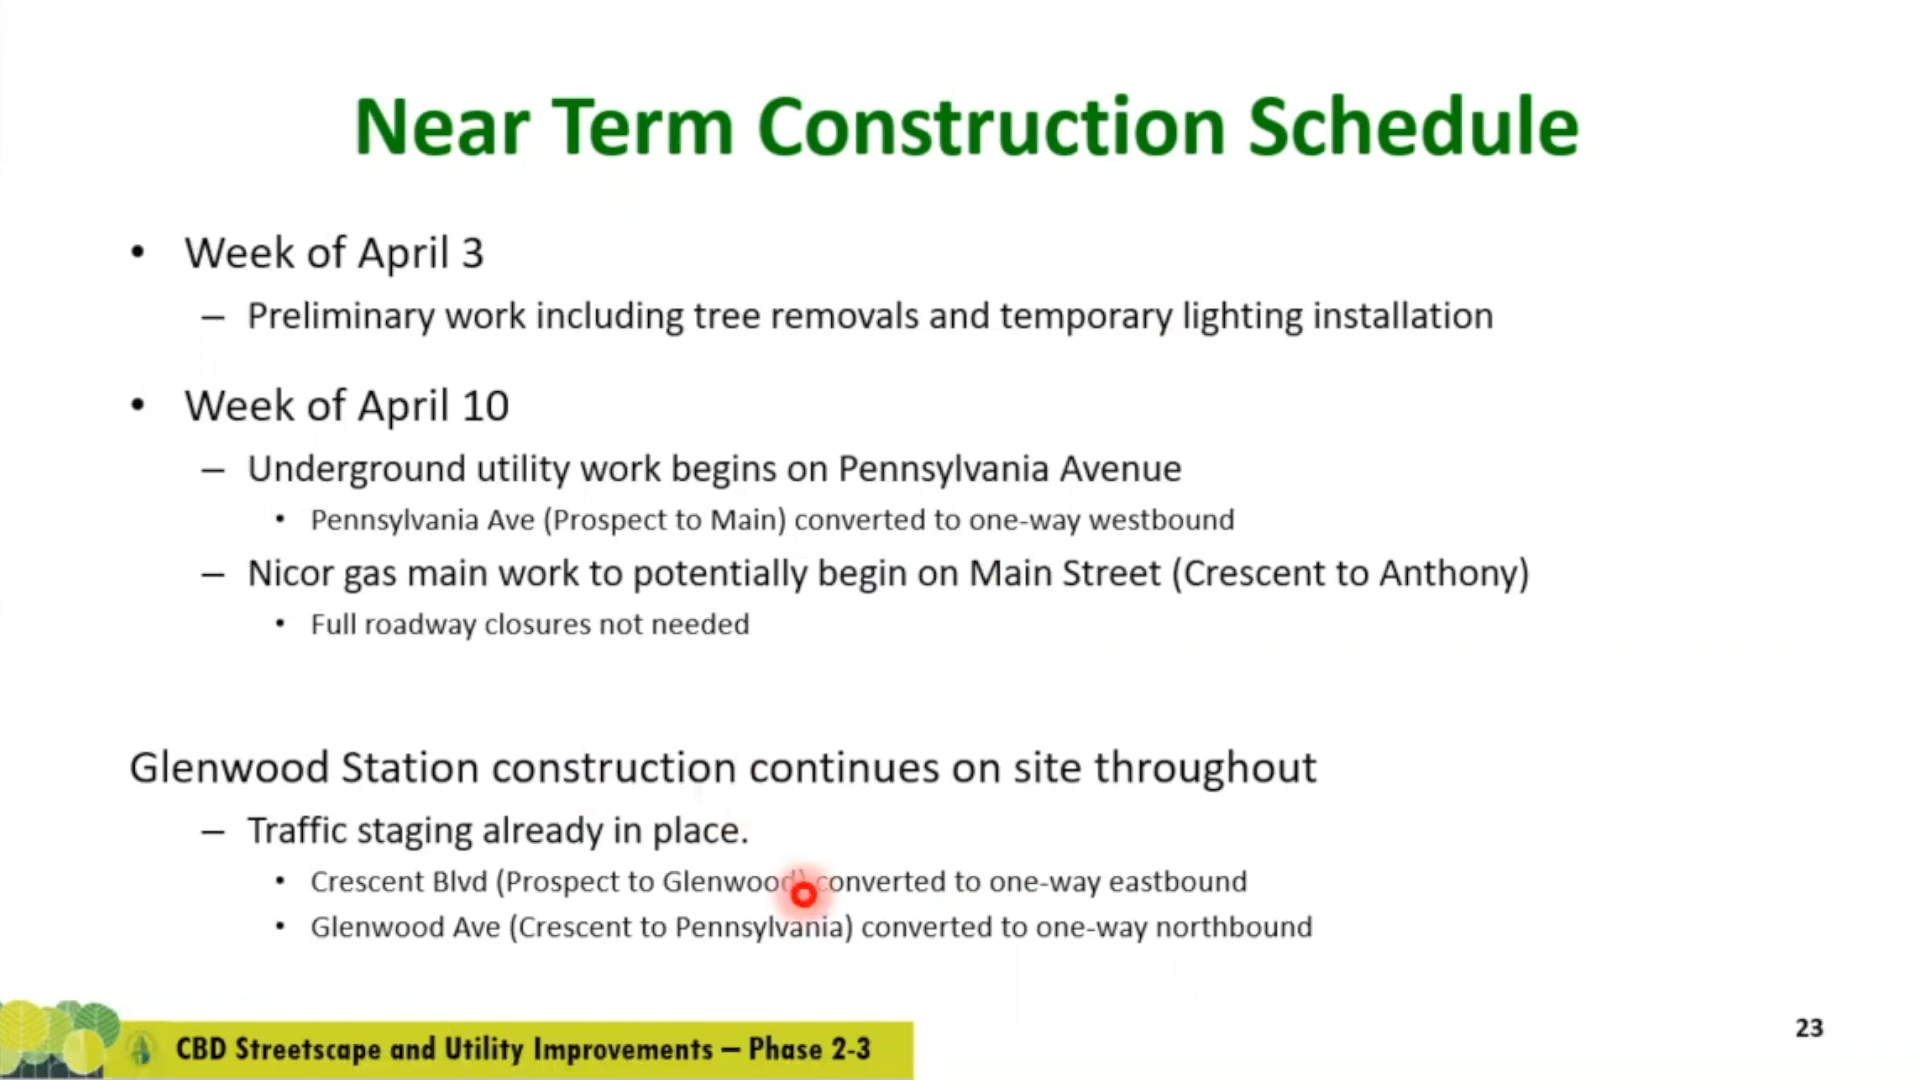 Near Term Construction Schedule
• Week of April 3
– Preliminary work including tree removals and temporary lighting installation
• Week of April 10
– Underground utility work begins on Pennsylvania Avenue
• Pennsylvania Ave (Prospect to Main) converted to one-way westbound
– Nicor gas main work to potentially begin on Main Street (Crescent to Anthony)
• Full roadway closures not needed
Glenwood Station construction continues on site throughout
– Traffic staging already in place.
• Crescent Blvd (Prospect to Glenwood) converted to one-way eastbound
• Glenwood Ave (Crescent to Pennsylvania) converted to one-way northbound
CBD Streetscape and Utility Improvements – Phase 2-3
23